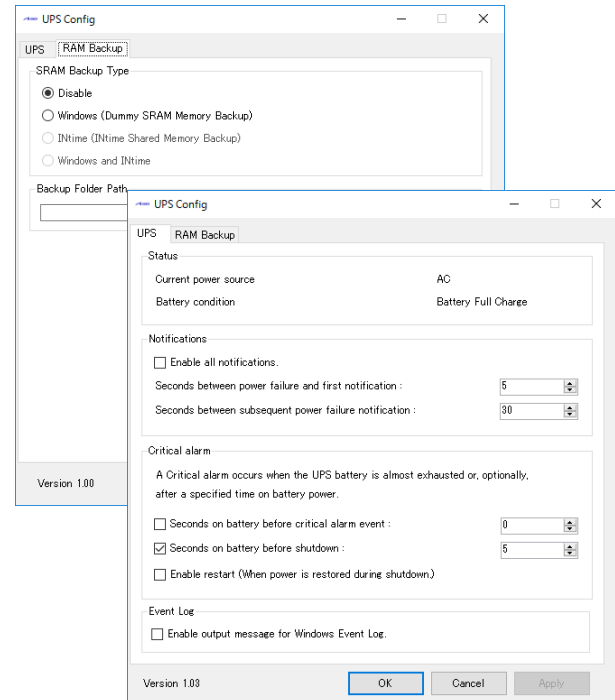 UPS Config
UPS
RAM Backup
SRAM Backup Type
Disable
Windows (Dummy SRAM Memory Backup)
INtime (INtime Shared Memory Backup)
Windows and INtime
Backup Folder Path
Version 1.00
UPS Config
UPS
RAM Backup
Status
Current power source AC
Battery condition Battery Full Charge
Notifications
Enable all notifications.
Seconds between power failure and first notification : 5
Seconds between subsequent power failure notification : 30
Critical alarm
A Critical alarm occurs when the UPS battery is almost exhausted or, optionally,
after a specified time on battery power.
Seconds on battery before critical alarm event : 0
Seconds on battery before shutdown : 5
Enable restart (When power is restored during shutdown.)
Event Log
Enable output message for Windows Event Log.
Version 1.03
OK
Cancel
Apply